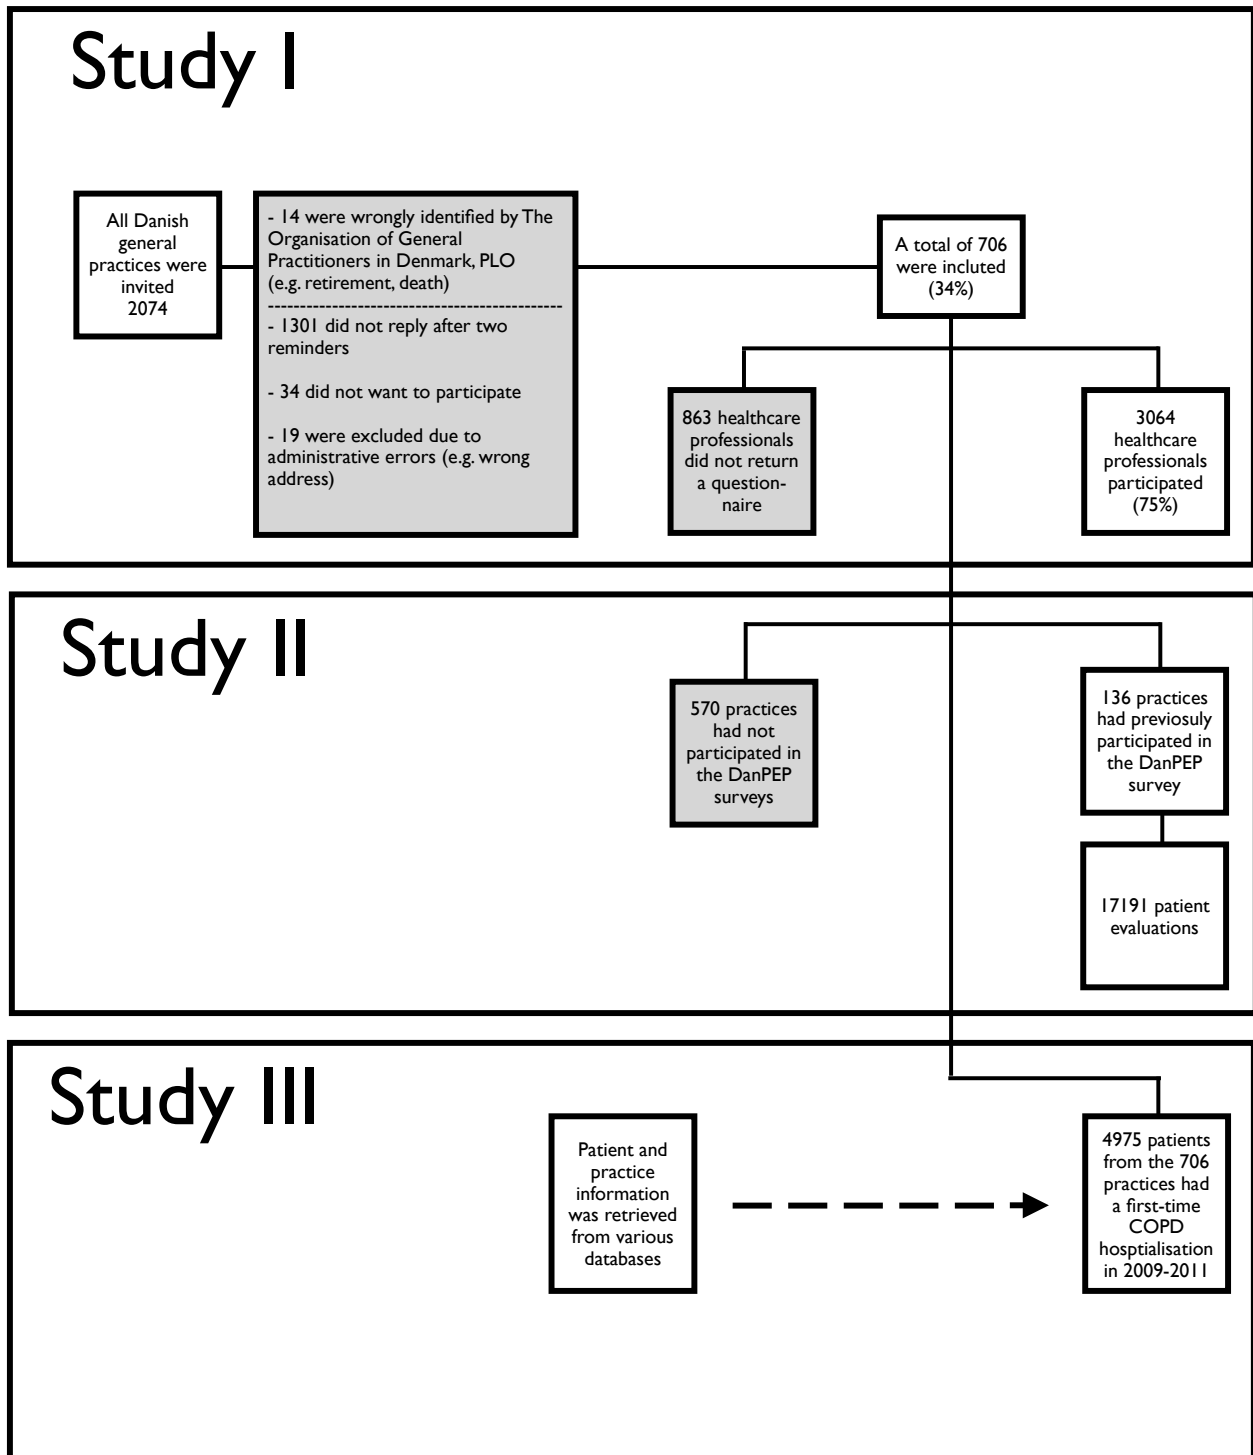 Study I
All Danish
general
practices were
invited
2074
- 14 were wrongly identified by The
Organisation of General
Practitioners in Denmark, PLO
(e.g. retirement, death)
----------------------------------------------
- 1301 did not reply after two
reminders
- 34 did not want to participate
- 19 were excluded due to
administrative errors (e.g. wrong
address)
A total of 706
were incluted
(34%)
863 healthcare
professionals
did not return
a question-
naire
3064
healthcare
professionals
participated
(75%)
Study II
570 practices
had not
participated in
the DanPEP
surveys
136 practices
had previosuly
participated in
the DanPEP
survey
17191 patient
evaluations
Study III
Patient and
practice
information
was retrieved
from various
databases
4975 patients
from the 706
practices had
a first-time
COPD
hosptialisation
in 2009-2011